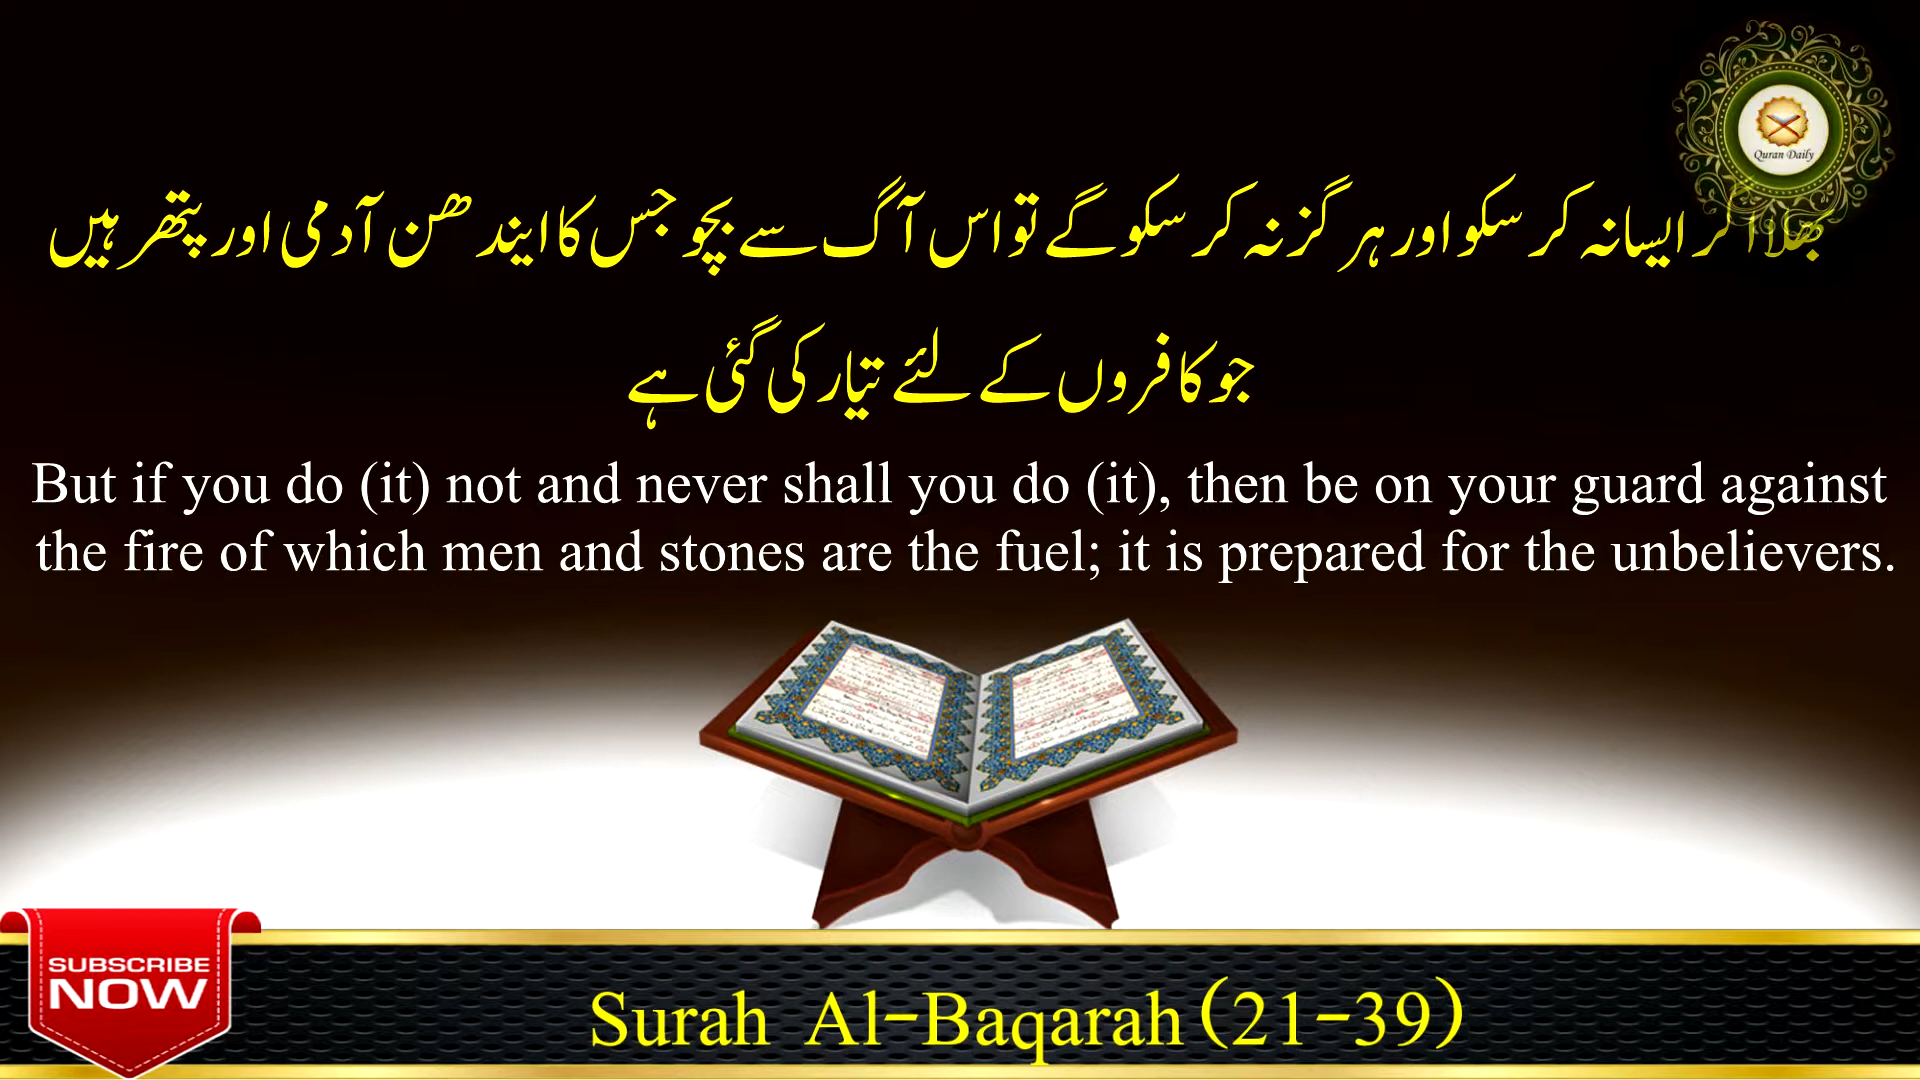 Quran Daily
بھلا اگر ایسا نہ کر سکو اور ہر گز نہ کر سکو گے تو اس آگ سے بچو جس کا ایندھن آدمی اور پتھر ہیں
جو کافروں کے لئے تیار کی گئی ہے
But if you do (it) not and never shall you do (it), then be on your guard against
the fire of which men and stones are the fuel; it is prepared for the unbelievers.
SUBSCRIBE
NOW
Surah Al-Baqarah (21-39)